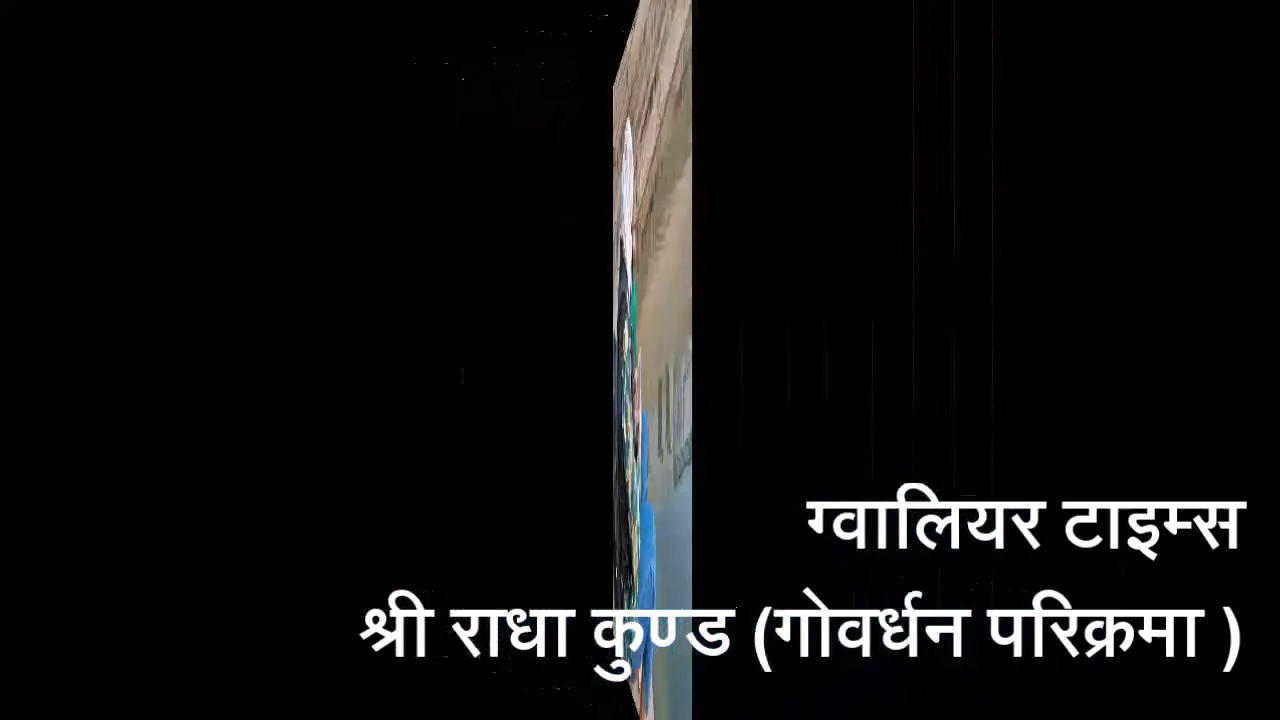 ग्वालियर टाइम्स
श्री राधा कुण्ड (गोवर्धन परिक्रमा )